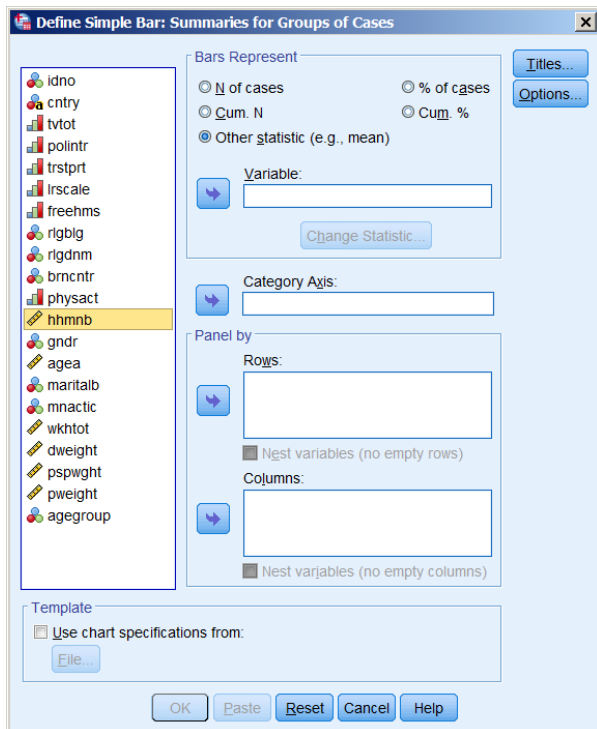 Define Simple Bar: Summaries for Groups of Cases
idno
cntry
tvtot
polintr
trstprt
lrscale
freehms
rlgblg
rlgdnm
brncntr
physact
hhmnb
gndr
agea
maritalb
mnactic
wkhtot
dweight
pspwght
pweight
agegroup
Bars Represent
N of cases
% of cases
Cum. N
Cum. %
Other statistic (e.g., mean)
Variable:
Change Statistic...
Category Axis:
Panel by
Rows:
Nest variables (no empty rows)
Columns:
Nest variables (no empty columns)
Titles...
Options...
Template
Use chart specifications from:
File...
OK Paste Reset Cancel Help